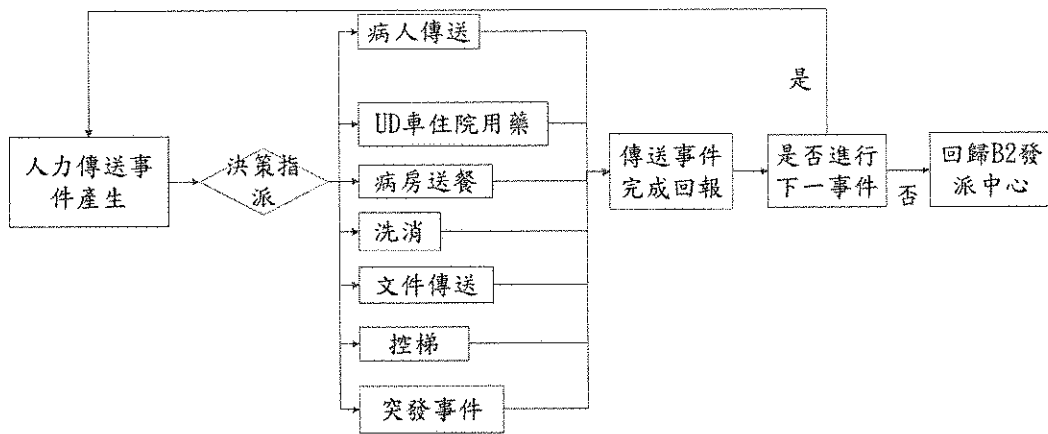 病人傳送
是
UD車住院用藥
人力傳送事
件產生
決策指
派
病房送餐
傳送事件
完成回報
是否進行
下一事件
否
回歸B2發
派中心
洗消
文件傳送
控梯
突發事件